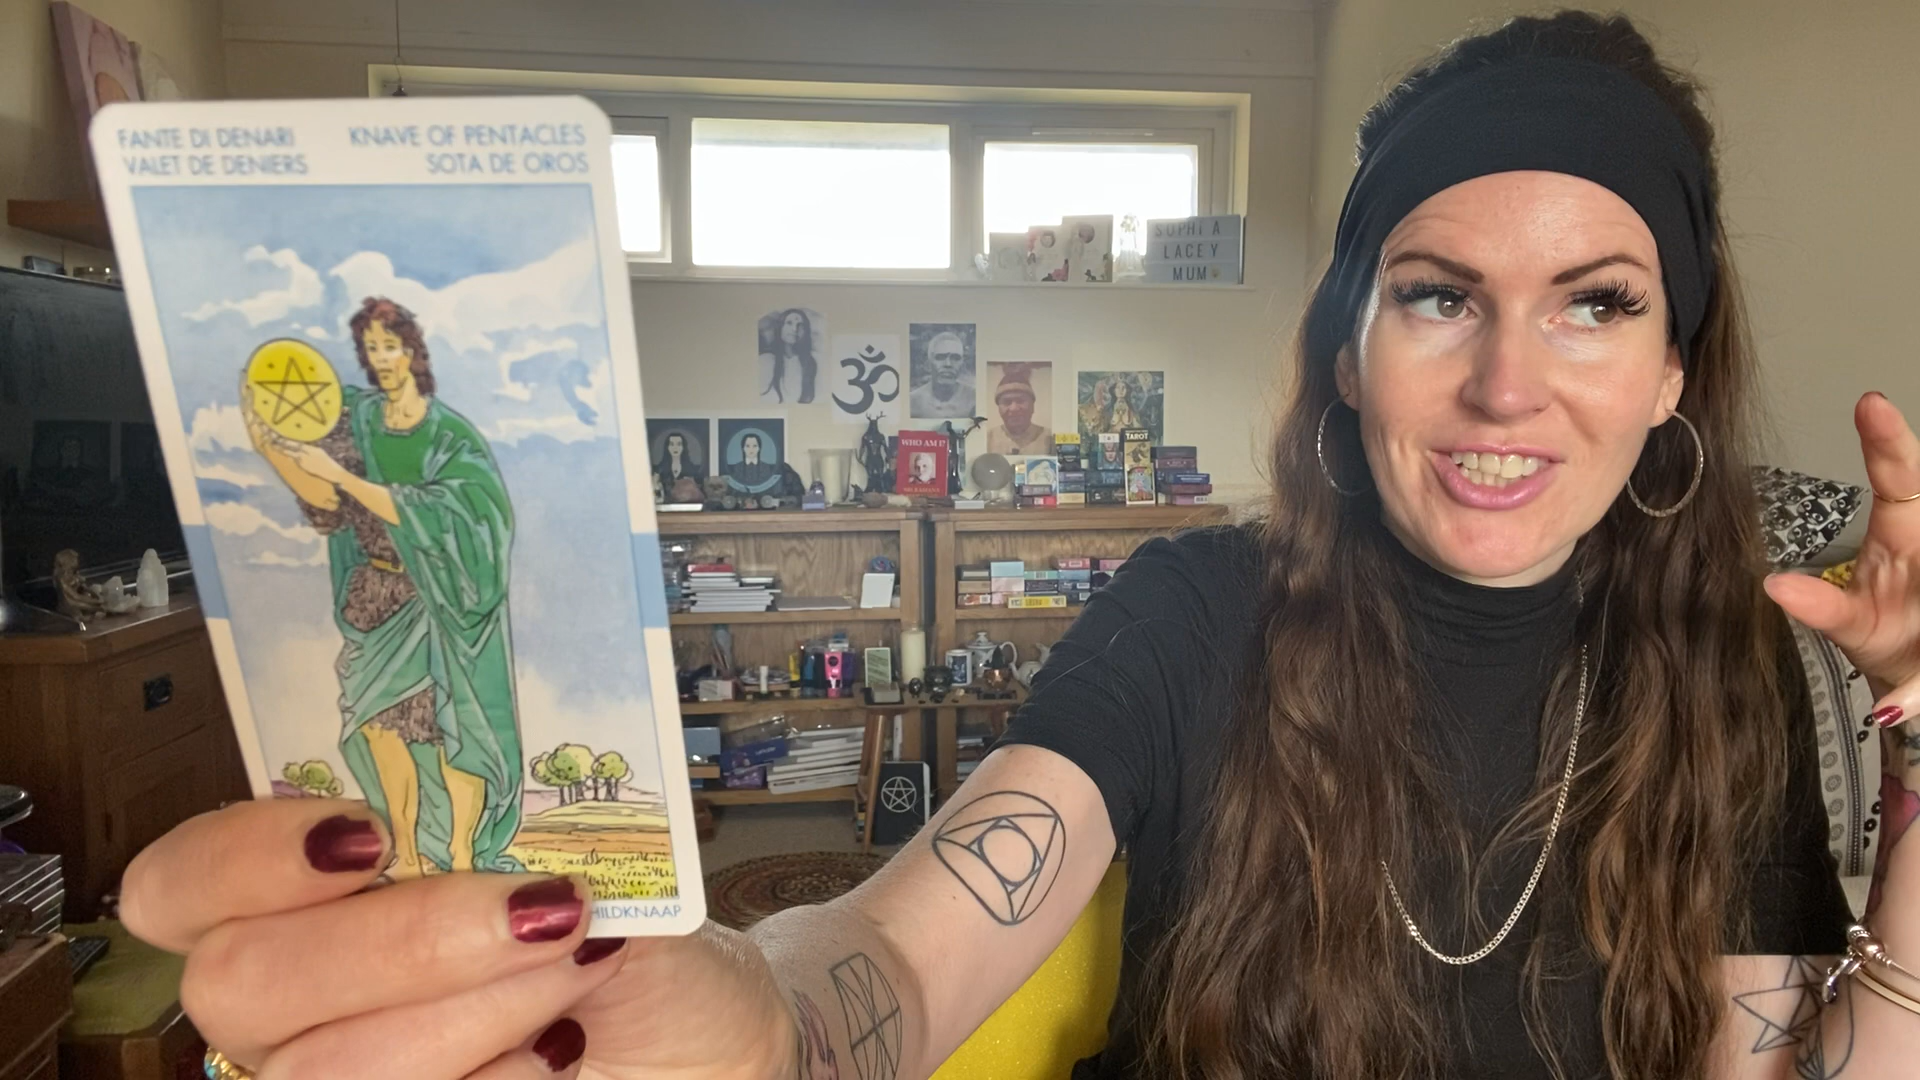 FANTE DI DENARI
VALET DE DENIERS
KNAVE OF PENTACLES
SOTA DE OROS
SOPHIA
LACEY
MUM
WHO AM I?
TAROT